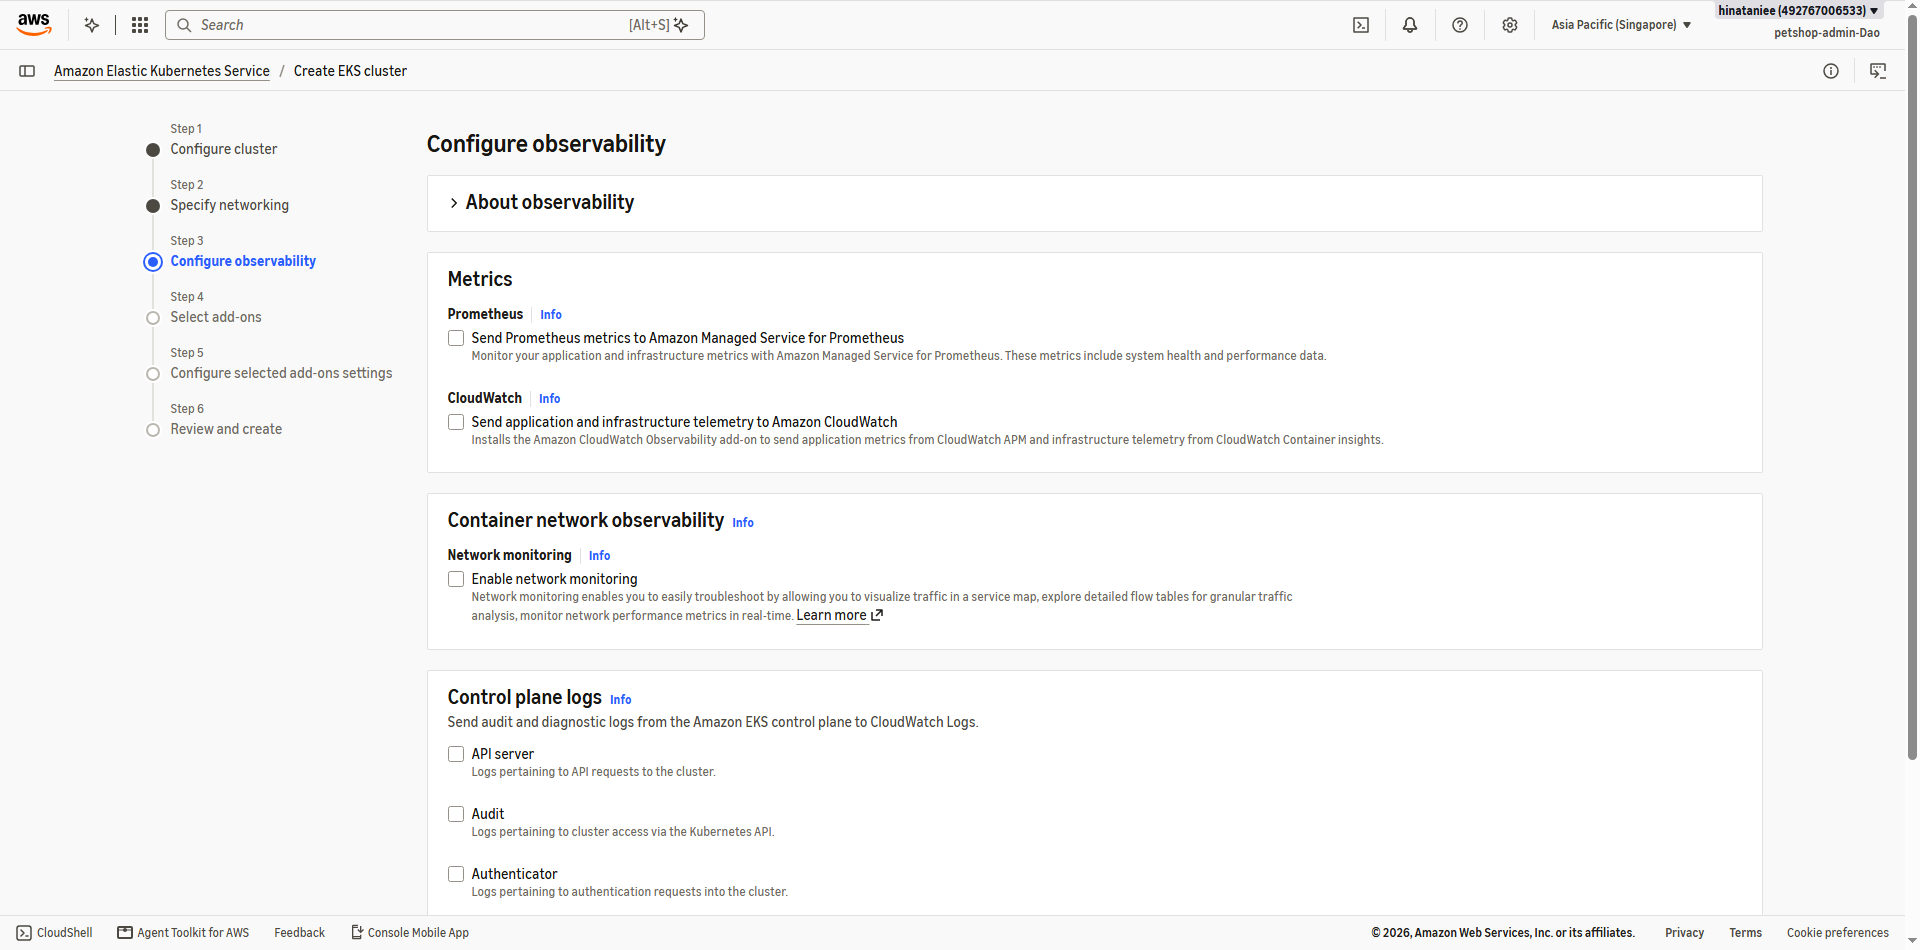 aws
Search
[Alt+S]
Asia Pacific (Singapore)
hinataniee (492767006533)
petshop-admin-Dao
Amazon Elastic Kubernetes Service / Create EKS cluster
Step 1
Configure cluster
Step 2
Specify networking
Step 3
Configure observability
Step 4
Select add-ons
Step 5
Configure selected add-ons settings
Step 6
Review and create
Configure observability
About observability
Metrics
Prometheus Info
Send Prometheus metrics to Amazon Managed Service for Prometheus
Monitor your application and infrastructure metrics with Amazon Managed Service for Prometheus. These metrics include system health and performance data.
CloudWatch Info
Send application and infrastructure telemetry to Amazon CloudWatch
Installs the Amazon CloudWatch Observability add-on to send application metrics from CloudWatch APM and infrastructure telemetry from CloudWatch Container insights.
Container network observability Info
Network monitoring Info
Enable network monitoring
Network monitoring enables you to easily troubleshoot by allowing you to visualize traffic in a service map, explore detailed flow tables for granular traffic
analysis, monitor network performance metrics in real-time. Learn more
Control plane logs Info
Send audit and diagnostic logs from the Amazon EKS control plane to CloudWatch Logs.
API server
Logs pertaining to API requests to the cluster.
Audit
Logs pertaining to cluster access via the Kubernetes API.
Authenticator
Logs pertaining to authentication requests into the cluster.
CloudShell Agent Toolkit for AWS Feedback Console Mobile App © 2026, Amazon Web Services, Inc. or its affiliates. Privacy Terms Cookie preferences